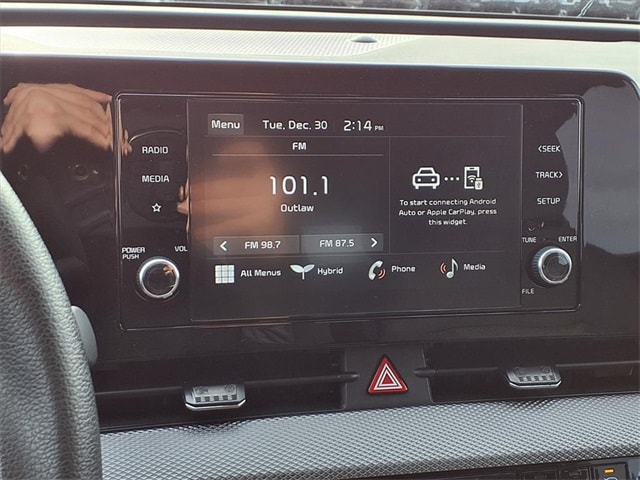 Menu Tue, Dec. 30 2:14 PM
RADIO
MEDIA
FM
101.1
Outlaw
< FM 98.7 FM 87.5 >
To start connecting Android
Auto or Apple CarPlay, press
this widget.
All Menus Hybrid Phone Media
<SEEK
TRACK>
SETUP
POWER
PUSH
VOL
TUNE ENTER
FILE